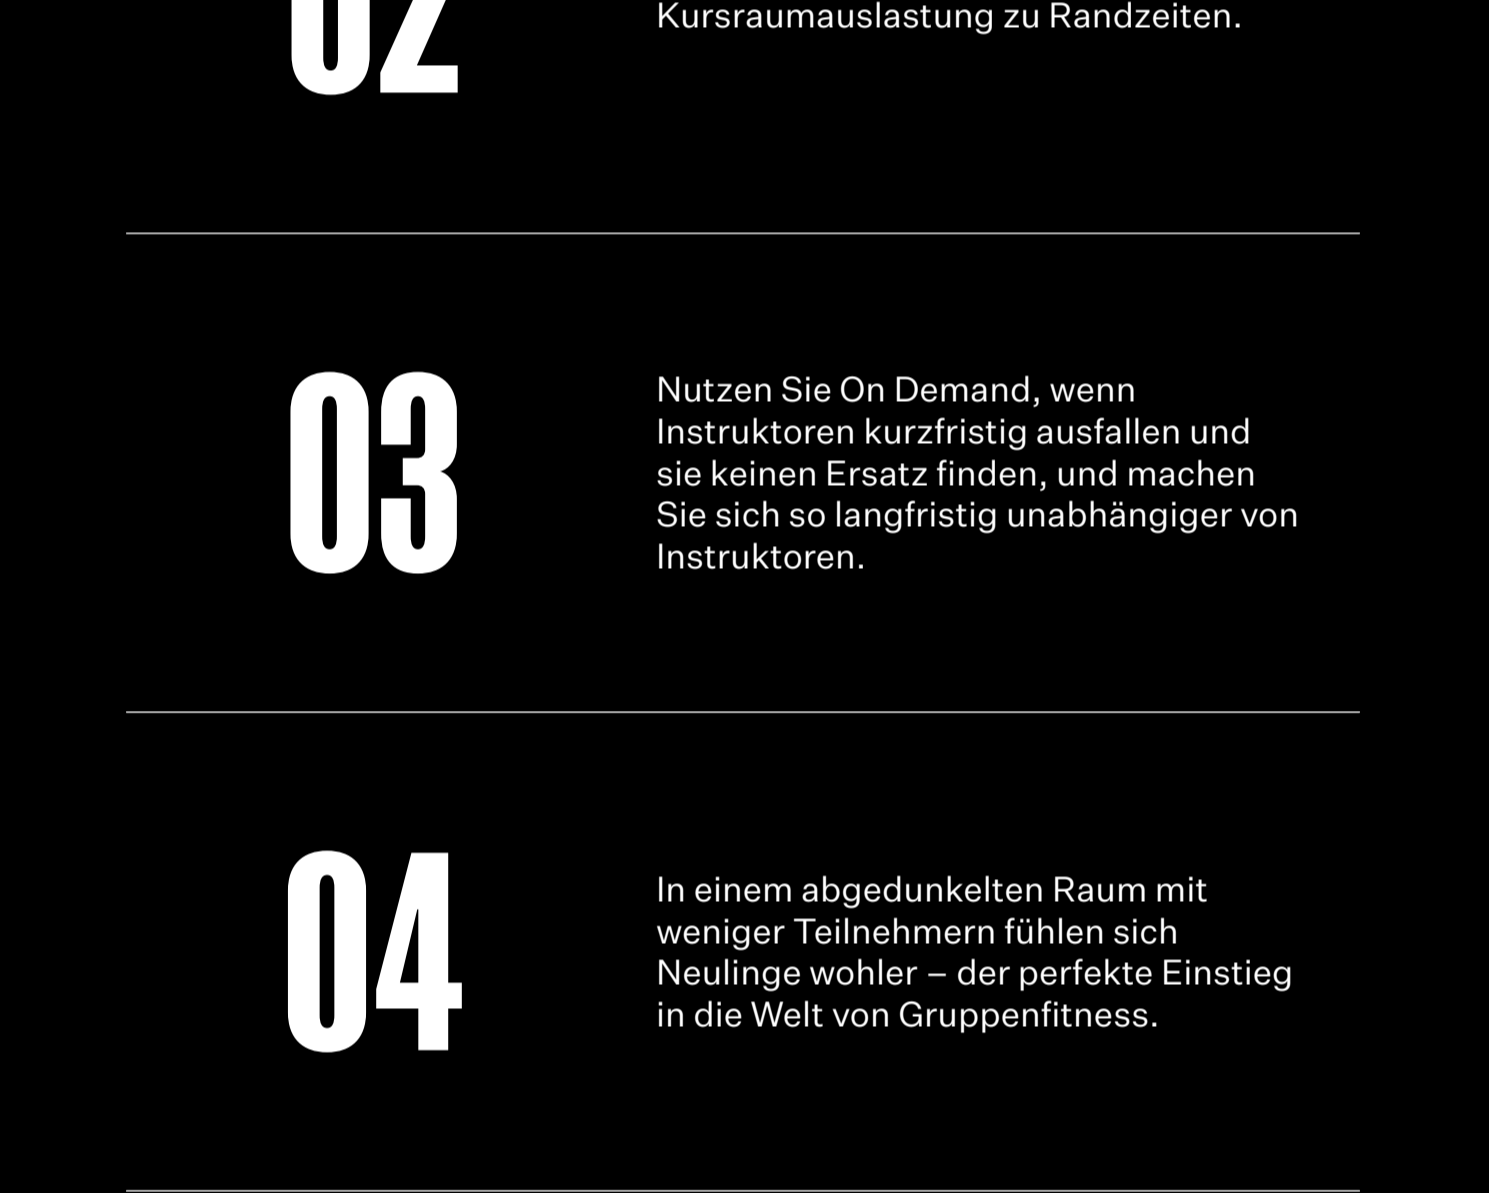 02
Kursraumauslastung zu Randzeiten.
03
Nutzen Sie On Demand, wenn
Instruktoren kurzfristig ausfallen und
sie keinen Ersatz finden, und machen
Sie sich so langfristig unabhängiger von
Instruktoren.
04
In einem abgedunkelten Raum mit
weniger Teilnehmern fühlen sich
Neulinge wohler – der perfekte Einstieg
in die Welt von Gruppenfitness.